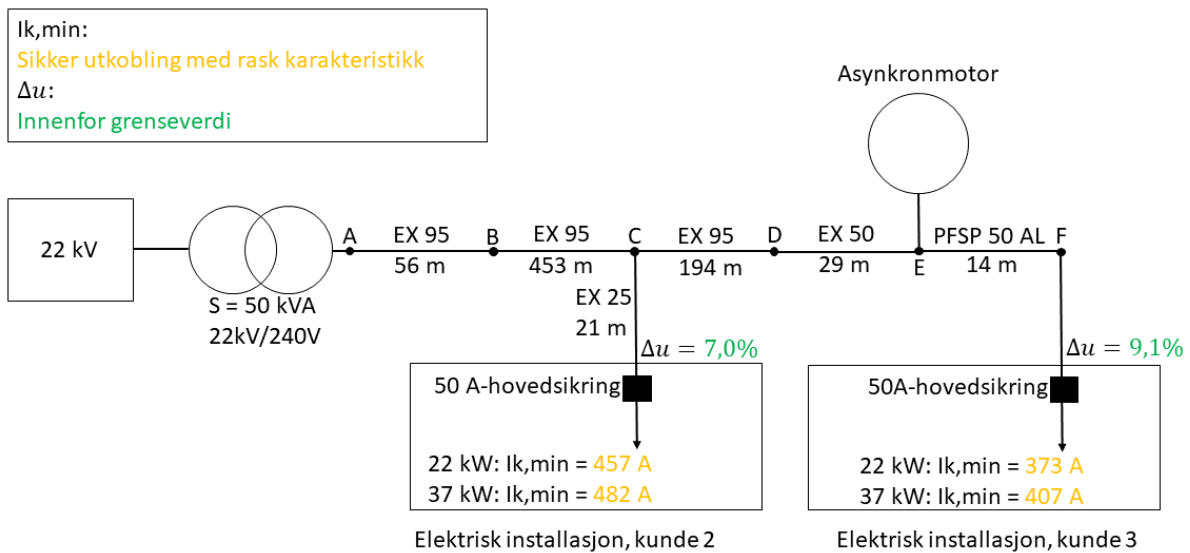 Ik,min:
Sikker utkobling med rask karakteristikk
Δu:
Innenfor grenseverdi
Asynkronmotor
22 kV
A
EX 95
B
EX 95
C
EX 95
D
EX 50
PFSP 50 AL
F
56 m
453 m
194 m
29 m
E
14 m
S = 50 kVA
22kV/240V
EX 25
21 m
Δu = 7,0%
Δu = 9,1%
50 A-hovedsikring
50A-hovedsikring
22 kW: Ik,min = 457 A
37 kW: Ik,min = 482 A
22 kW: Ik,min = 373 A
37 kW: Ik,min = 407 A
Elektrisk installasjon, kunde 2
Elektrisk installasjon, kunde 3